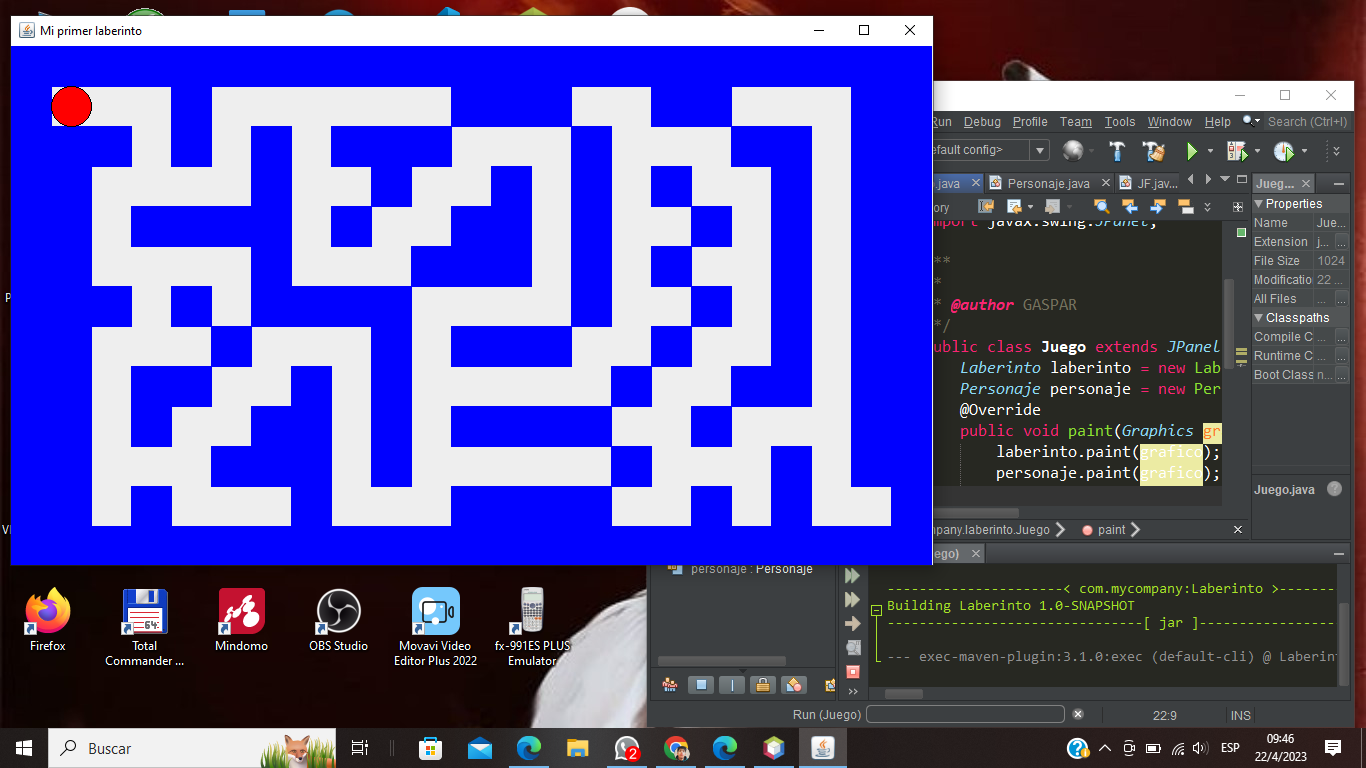 Mi primer laberinto
Run Debug Profile Team Tools Window Help Search (Ctrl+I)
efault config>
.java Personaje.java JF.jav...
ory
import javax.swing.JPanel;
**
*
* @author GASPAR
*/
public class Juego extends JPanel
Laberinto laberinto = new Lab
Personaje personaje = new Per
@Override
public void paint(Graphics gr
laberinto.paint(grafico);
personaje.paint(grafico);
mpany.laberinto.Juego paint
Jueg...
Properties
Name Jue...
Extension j... ...
File Size 1024
Modificatio 22 ...
All Files ... ...
Classpaths
Compile C ... ...
Runtime C ... ...
Boot Class n... ...
Juego.java
ego)
personaje : Personaje
-----------------------< com.mycompany:Laberinto >-------
Building Laberinto 1.0-SNAPSHOT
--------------------------------[ jar ]-----------------
--- exec-maven-plugin:3.1.0:exec (default-cli) @ Laberin
Run (Juego)
22:9 INS
Firefox
64:
Total
Commander ...
Mindomo
OBS Studio
Movavi Video
Editor Plus 2022
fx-991ES PLUS
Emulator
Buscar
2
ESP
09:46
22/4/2023